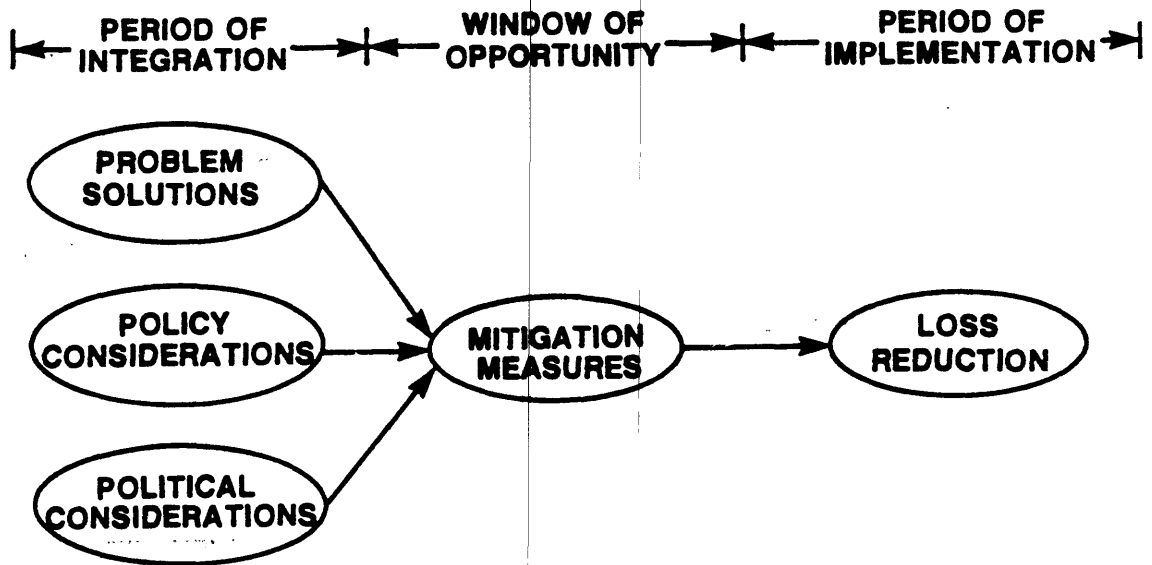 PERIOD OF
INTEGRATION
WINDOW OF
OPPORTUNITY
PERIOD OF
IMPLEMENTATION
PROBLEM
SOLUTIONS
POLICY
CONSIDERATIONS
POLITICAL
CONSIDERATIONS
MITIGATION
MEASURES
LOSS
REDUCTION